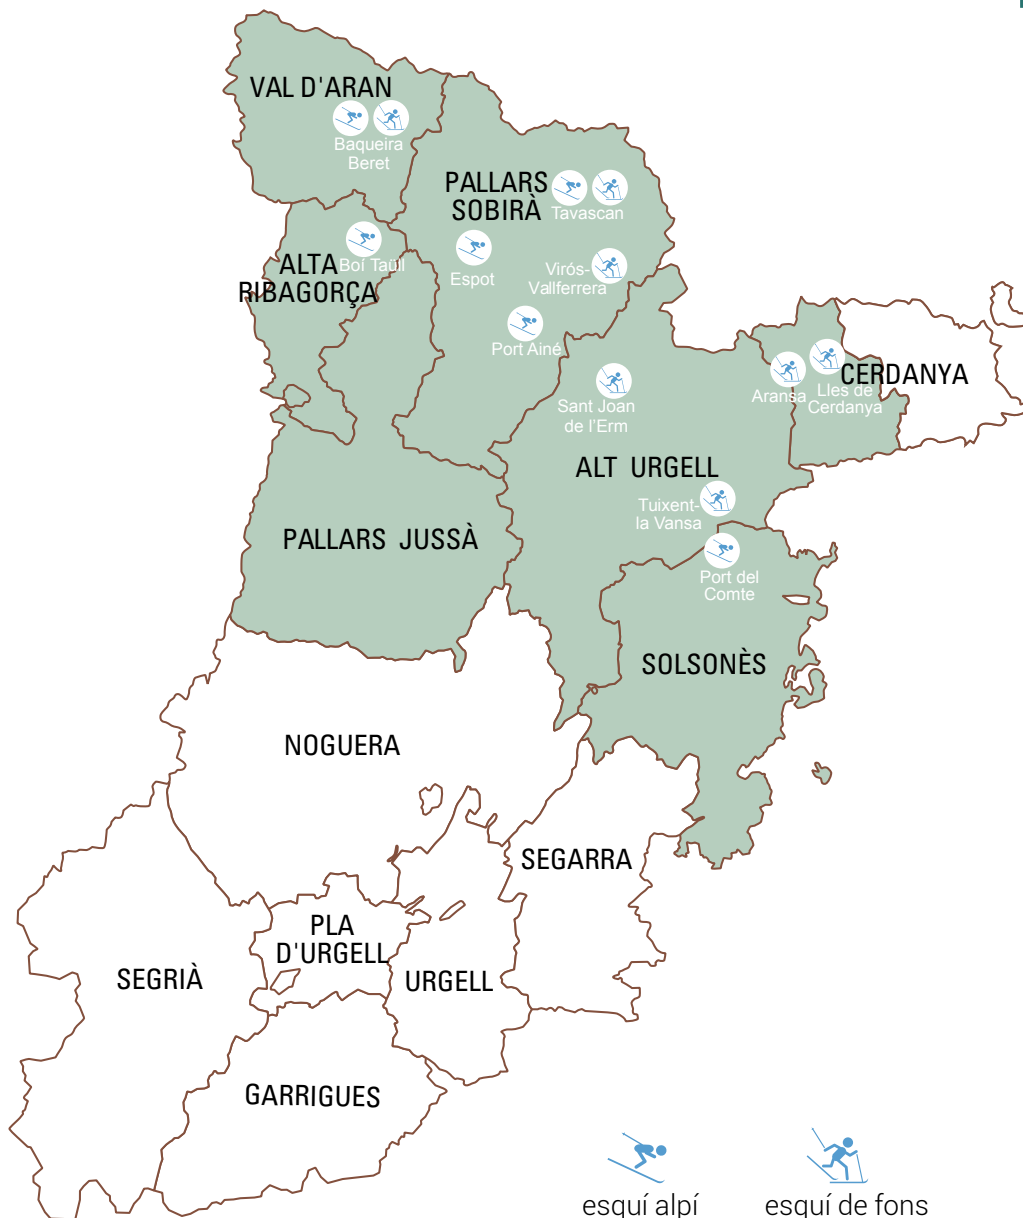 VAL D'ARAN
Baqueira
Beret
PALLARS
SOBIRÀ
Tavascan
Boí Taüll
ALTA
RIBAGORÇA
Espot
Virós-
Vallferrera
Port Ainé
Sant Joan
de l'Erm
Aransa
Lles de
Cerdanya
CERDANYA
ALT URGELL
Tuixent-
la Vansa
PALLARS JUSSÀ
Port del
Comte
SOLSONÈS
NOGUERA
SEGARRA
PLA
D'URGELL
SEGRIÀ
URGELL
GARRIGUES
esquí alpí
esquí de fons